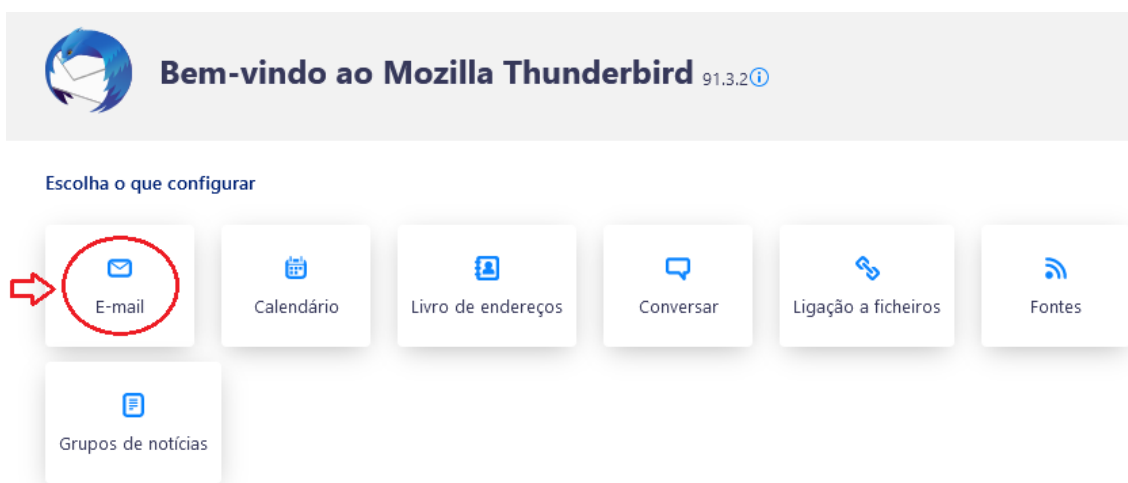 Bem-vindo ao Mozilla Thunderbird 91.3.2
Escolha o que configurar
E-mail
Calendário
Livro de endereços
Conversar
Ligação a ficheiros
Fontes
Grupos de notícias